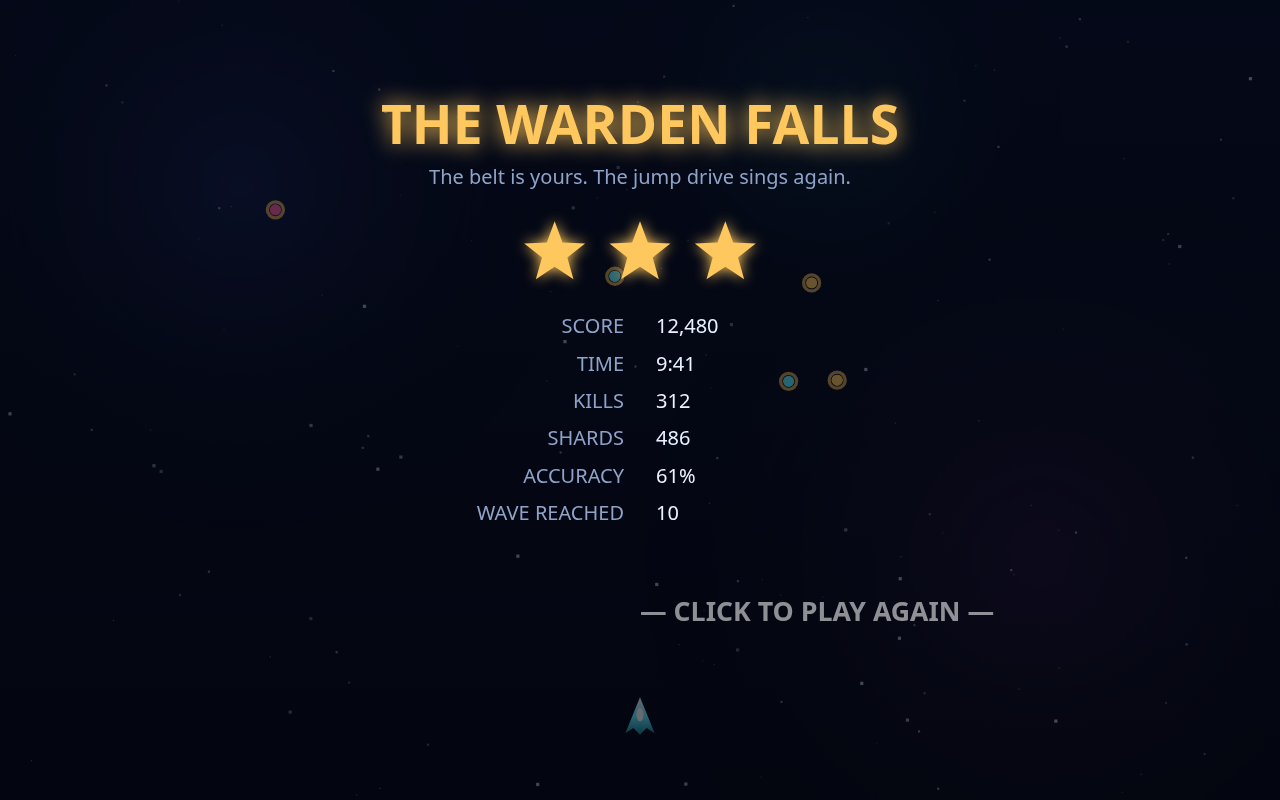 THE WARDEN FALLS
The belt is yours. The jump drive sings again.
SCORE 12,480
TIME 9:41
KILLS 312
SHARDS 486
ACCURACY 61%
WAVE REACHED 10
— CLICK TO PLAY AGAIN —